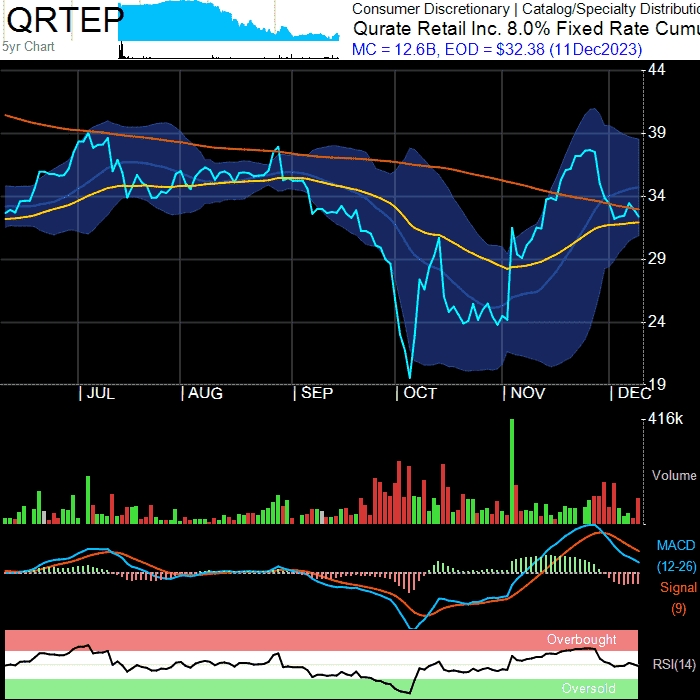 QRTEP
5yr Chart
Consumer Discretionary | Catalog/Specialty Distributio
Qurate Retail Inc. 8.0% Fixed Rate Cumu
MC = 12.6B, EOD = $32.38 (11Dec2023)
44
39
34
29
24
19
| JUL | AUG | SEP | OCT | NOV | DEC
416k
Volume
MACD
(12-26)
Signal
(9)
Overbought
RSI(14)
Oversold